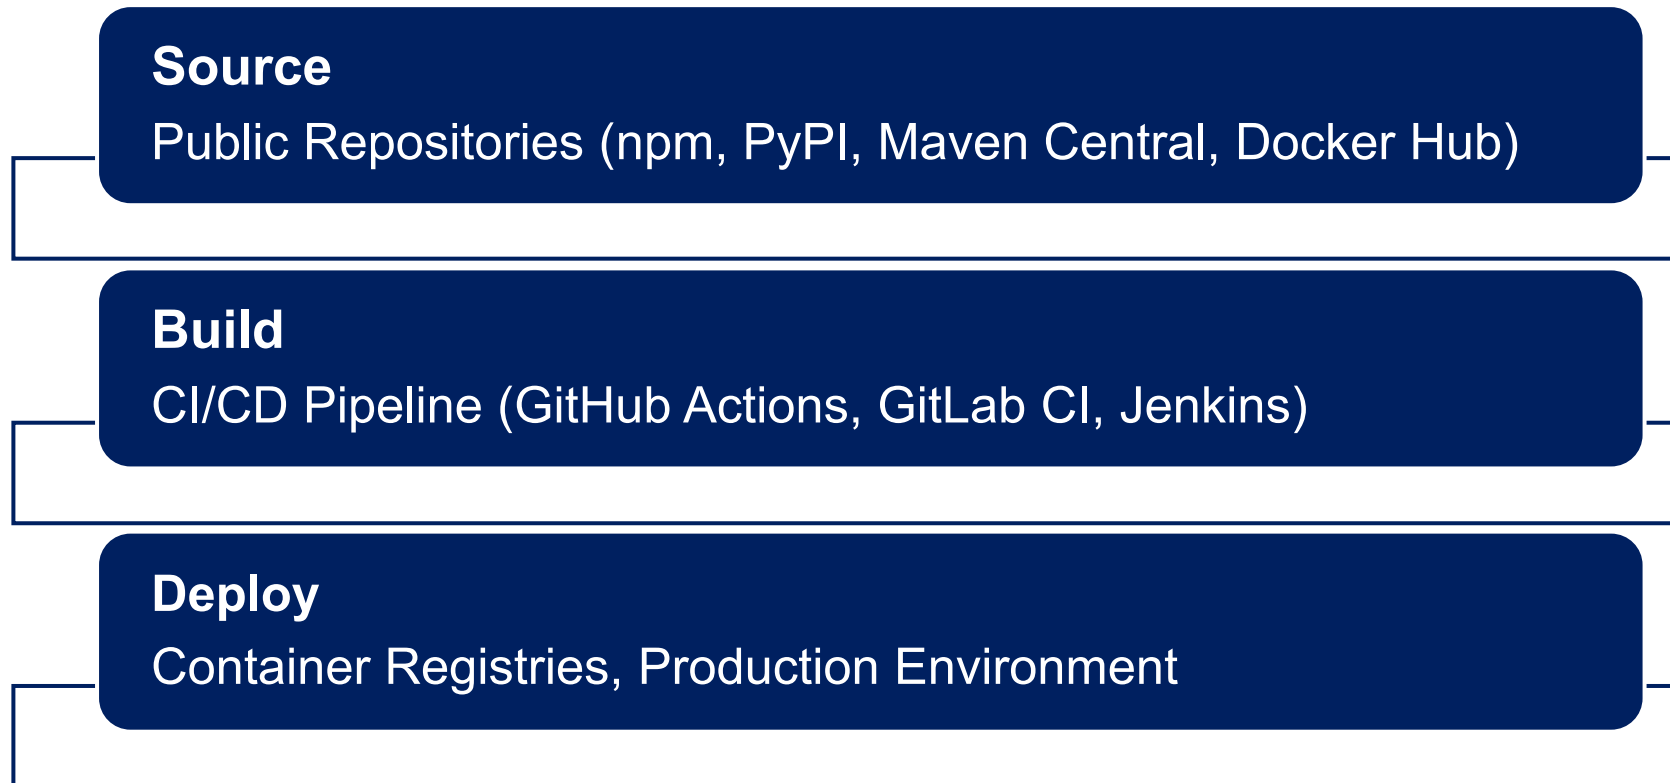 Source
Public Repositories (npm, PyPI, Maven Central, Docker Hub)
Build
CI/CD Pipeline (GitHub Actions, GitLab CI, Jenkins)
Deploy
Container Registries, Production Environment